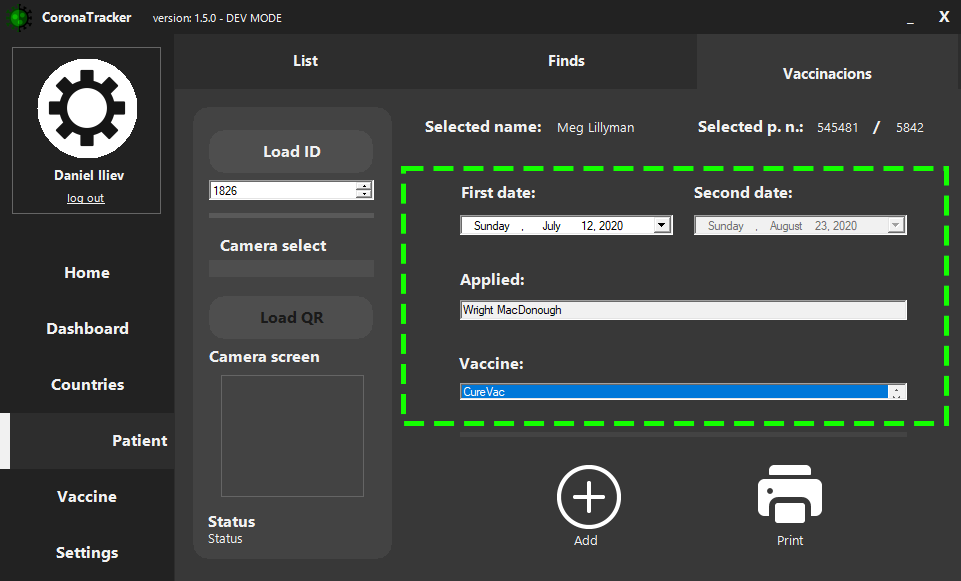 CoronaTracker version: 1.5.0 - DEV MODE _ X
Daniel Iliev
log out
Home
Dashboard
Countries
Patient
Vaccine
Settings
List Finds Vaccinacions
Load ID
1826
Camera select
Load QR
Camera screen
Status
Status
Selected name: Meg Lillyman Selected p. n.: 545481 / 5842
First date: Second date:
Sunday , July 12, 2020 Sunday , August 23, 2020
Applied:
Wright MacDonough
Vaccine:
CureVac
Add Print